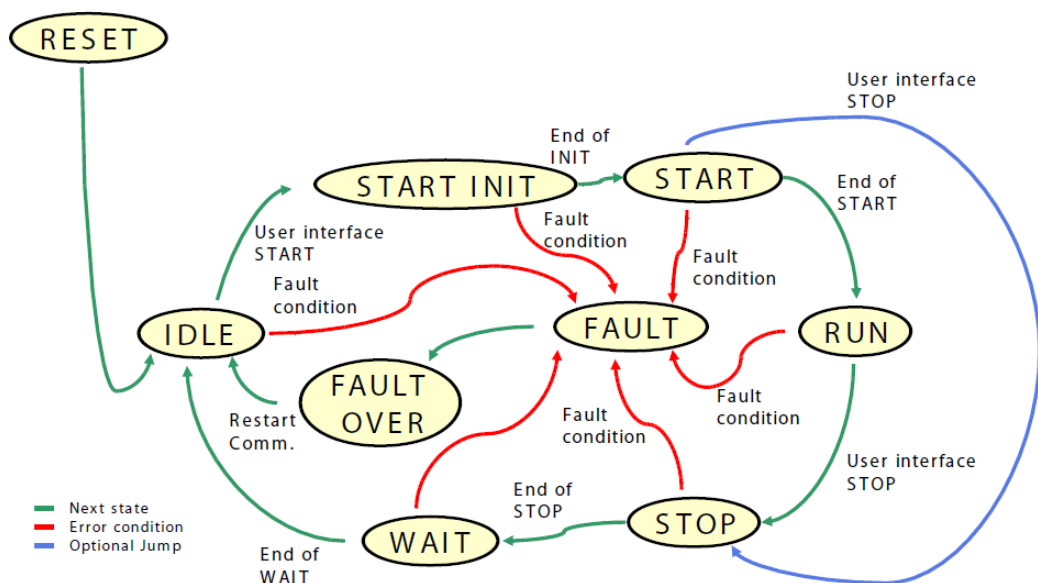 RESET
User interface
STOP
End of
INIT
START INIT
START
End of
START
User interface
START
Fault
condition
Fault
condition
Fault
condition
IDLE
FAULT
RUN
FAULT
OVER
Restart
Comm.
Fault
condition
Fault
condition
User interface
STOP
Next state
Error condition
Optional Jump
End of
STOP
WAIT
STOP
End of
WAIT